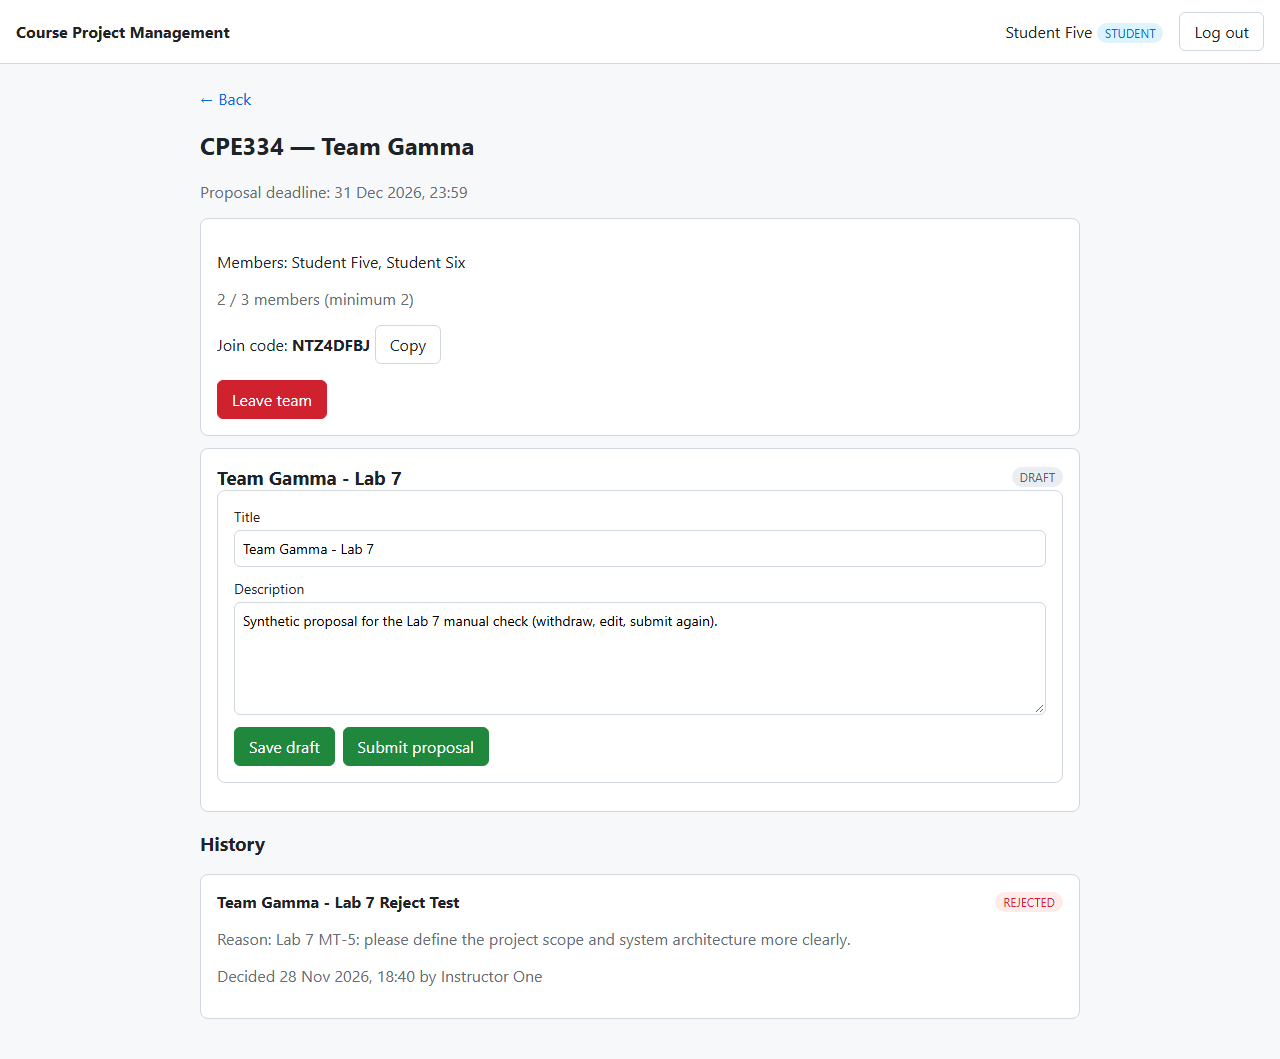 Course Project Management
Student Five STUDENT Log out
← Back
CPE334 — Team Gamma
Proposal deadline: 31 Dec 2026, 23:59
Members: Student Five, Student Six
2 / 3 members (minimum 2)
Join code: NTZ4DFBJ Copy
Leave team
Team Gamma - Lab 7 DRAFT
Title
Team Gamma - Lab 7
Description
Synthetic proposal for the Lab 7 manual check (withdraw, edit, submit again).
Save draft Submit proposal
History
Team Gamma - Lab 7 Reject Test REJECTED
Reason: Lab 7 MT-5: please define the project scope and system architecture more clearly.
Decided 28 Nov 2026, 18:40 by Instructor One